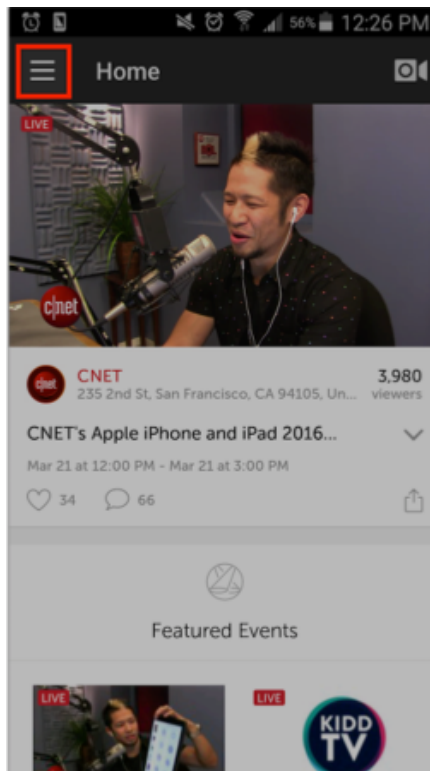 56% 12:26 PM
Home
LIVE
c|net
c|net
CNET
3,980
235 2nd St, San Francisco, CA 94105, Un...
viewers
CNET's Apple iPhone and iPad 2016...
Mar 21 at 12:00 PM - Mar 21 at 3:00 PM
34
66
Featured Events
LIVE
LIVE
KIDD
TV